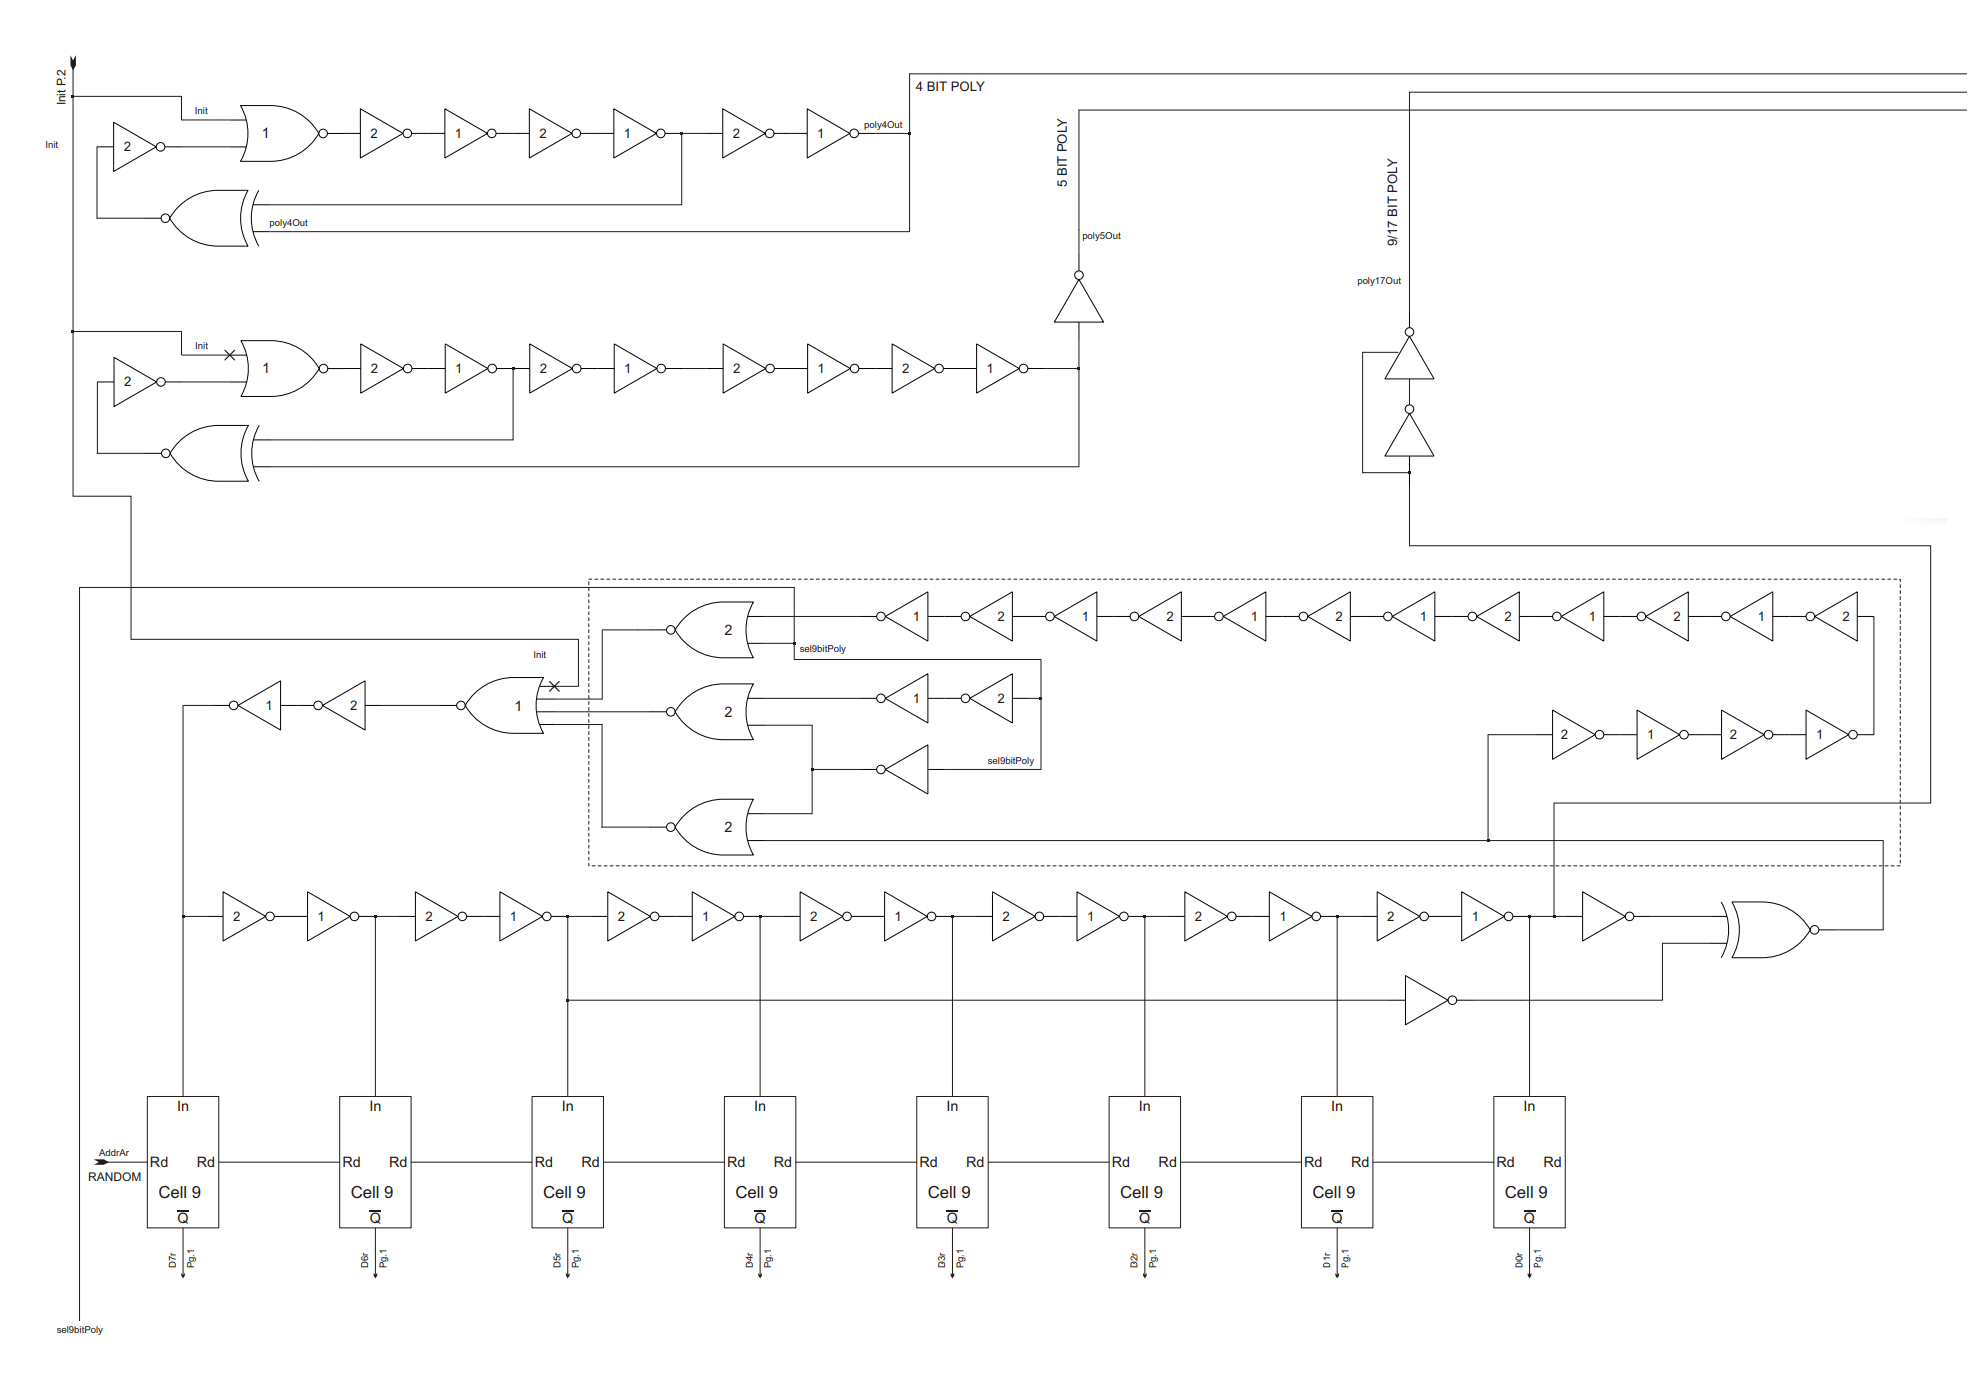 Init P.2
Init
Init
2
1
2
1
2
1
2
1
poly4Out
4 BIT POLY
poly4Out
5 BIT POLY
poly5Out
9/17 BIT POLY
poly17Out
Init
2
1
2
1
2
1
2
1
2
1
Init
1
2
1
2
1
2
1
2
1
2
1
2
2
sel9bitPoly
1
2
1
2
1
2
2
1
2
1
2
sel9bitPoly
2
2
1
2
1
2
1
2
1
2
1
2
1
2
1
In In In In In In In In
AddrAr
RANDOM
Rd Rd Rd Rd Rd Rd Rd Rd Rd Rd Rd Rd Rd Rd Rd Rd
Cell 9 Cell 9 Cell 9 Cell 9 Cell 9 Cell 9 Cell 9 Cell 9
Q Q Q Q Q Q Q Q
D7r Pg.1
D6r Pg.1
D5r Pg.1
D4r Pg.1
D3r Pg.1
D2r Pg.1
D1r Pg.1
D0r Pg.1
sel9bitPoly